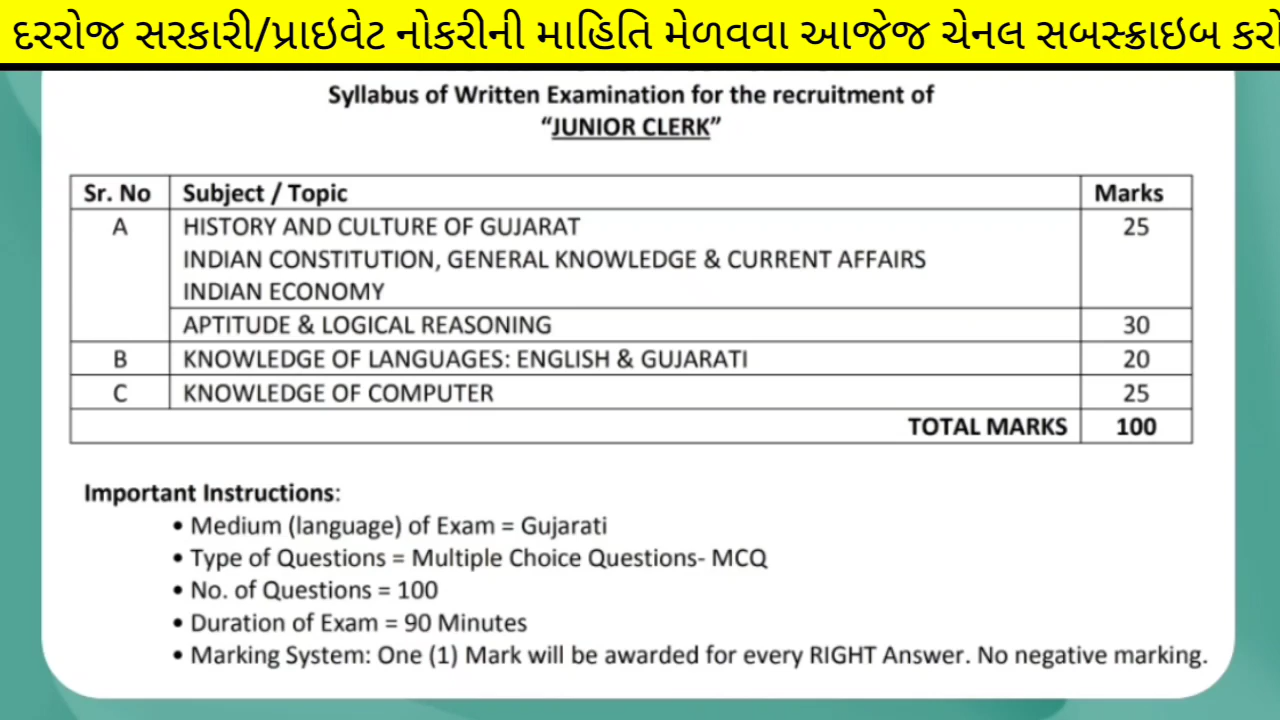 દરરોજ સરકારી/પ્રાઇવેટ નોકરીની માહિતિ મેળવવા આજેજ ચેનલ સબસ્ક્રાઇબ કરો
Syllabus of Written Examination for the recruitment of
“JUNIOR CLERK”
Sr. No Subject / Topic Marks
A HISTORY AND CULTURE OF GUJARAT 25
INDIAN CONSTITUTION, GENERAL KNOWLEDGE & CURRENT AFFAIRS
INDIAN ECONOMY
APTITUDE & LOGICAL REASONING 30
B KNOWLEDGE OF LANGUAGES: ENGLISH & GUJARATI 20
C KNOWLEDGE OF COMPUTER 25
TOTAL MARKS 100
Important Instructions:
• Medium (language) of Exam = Gujarati
• Type of Questions = Multiple Choice Questions- MCQ
• No. of Questions = 100
• Duration of Exam = 90 Minutes
• Marking System: One (1) Mark will be awarded for every RIGHT Answer. No negative marking.